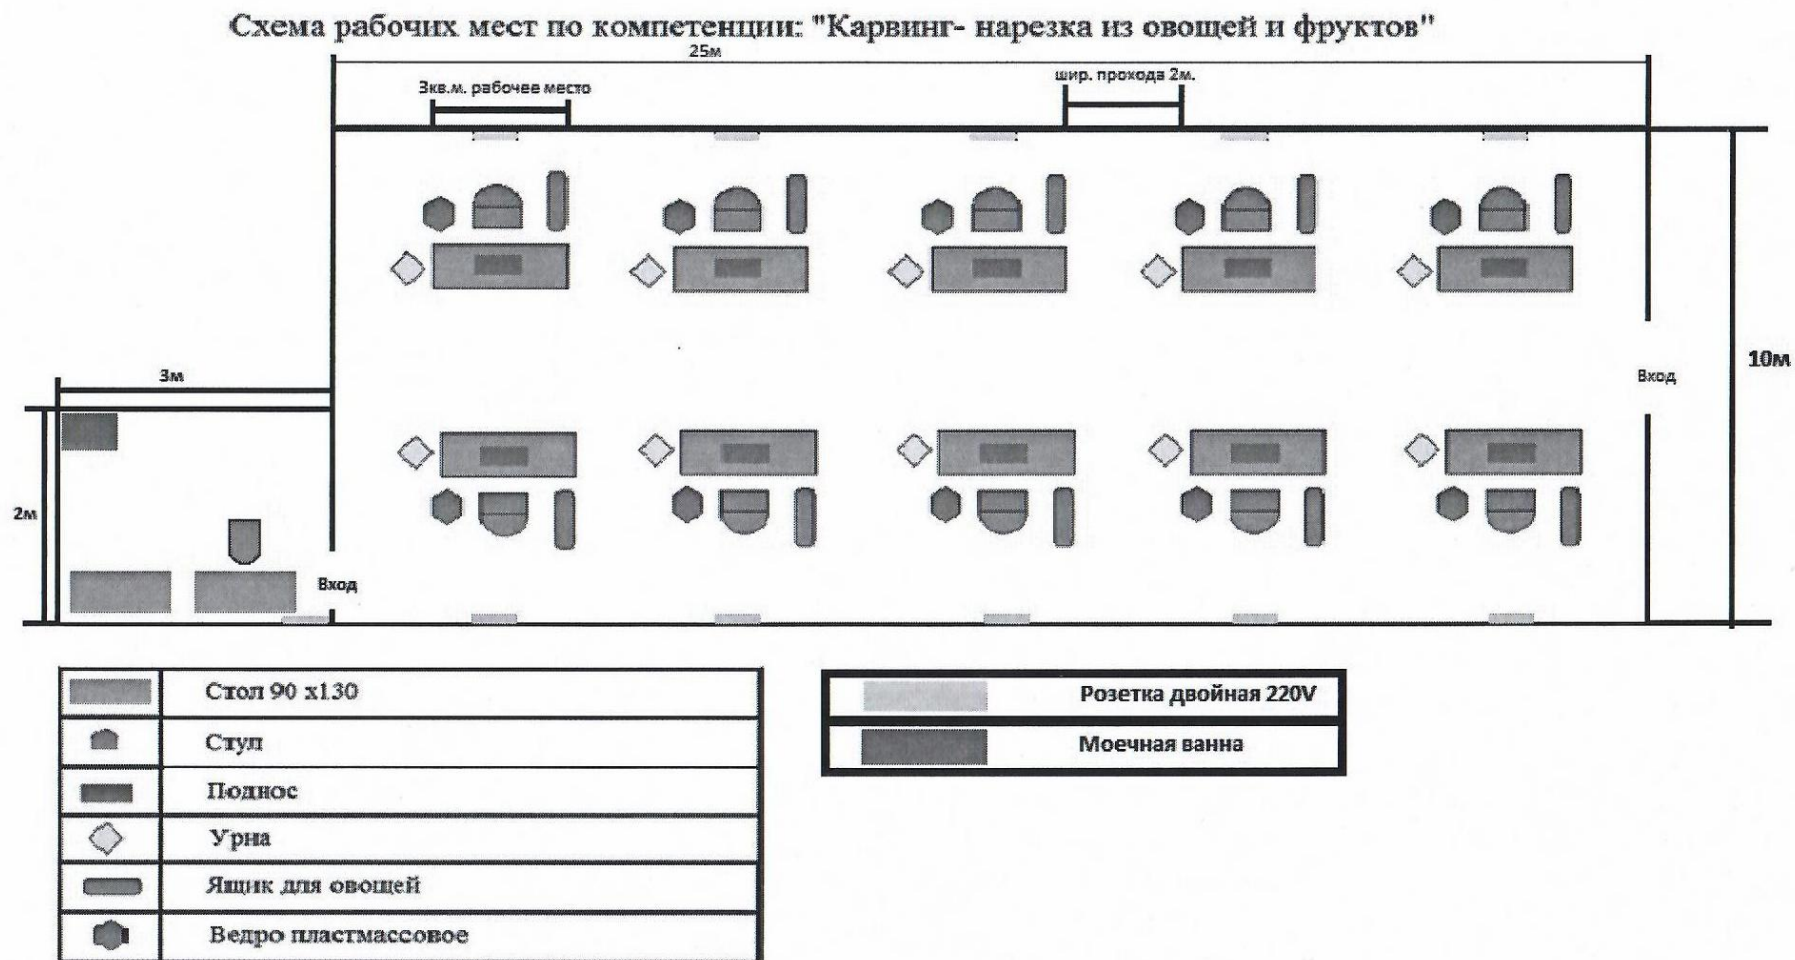 Схема рабочих мест по компетенции: "Карвинг- нарезка из овощей и фруктов"
25м
3кв.м. рабочее место
шир. прохода 2м.
10м
Вход
3м
2м
Вход
Стол 90 х130
Стул
Поднос
Урна
Ящик для овощей
Ведро пластмассовое
Розетка двойная 220V
Моечная ванна